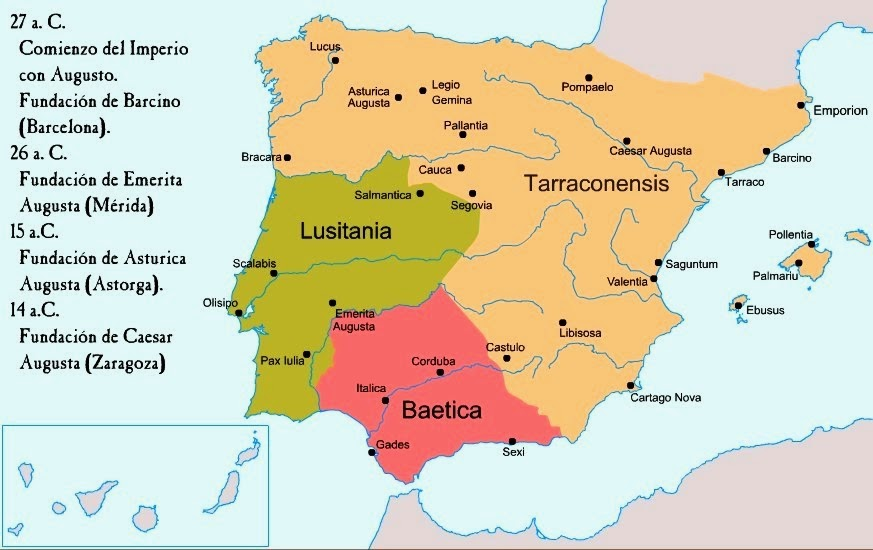 27 a. C.
Comienzo del Imperio
con Augusto.
Fundación de Barcino
(Barcelona).
26 a. C.
Fundación de Emerita
Augusta (Mérida)
15 a.C.
Fundación de Asturica
Augusta (Astorga).
14 a.C.
Fundación de Caesar
Augusta (Zaragoza)
Lucus
Asturica
Augusta
Legio
Gemina
Pompaelo
Emporion
Pallantia
Caesar Augusta
Barcino
Bracara
Cauca
Tarraco
Tarraconensis
Salmantica
Segovia
Lusitania
Pollentia
Scalabis
Saguntum
Palmariu
Valentia
Olisipo
Emerita
Augusta
Ebusus
Libisosa
Pax Iulia
Castulo
Corduba
Italica
Cartago Nova
Baetica
Gades
Sexi